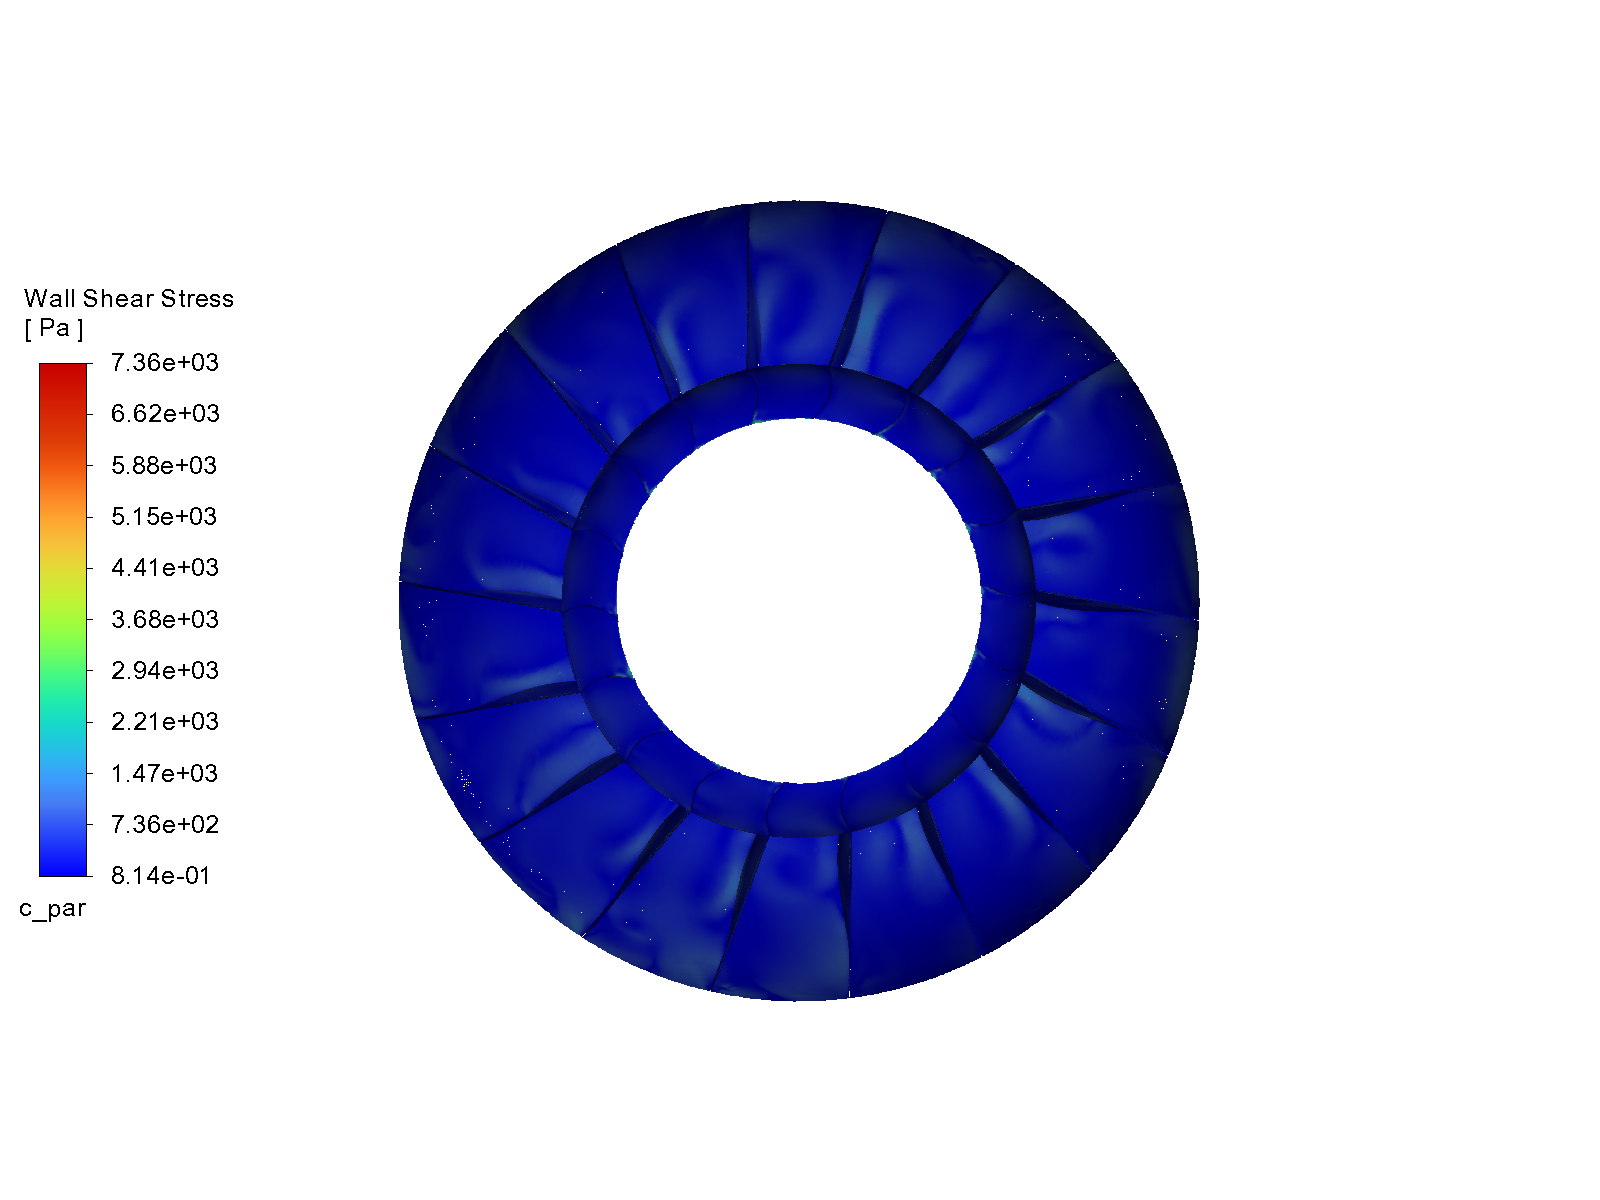 Wall Shear Stress
[ Pa ]
7.36e+03
6.62e+03
5.88e+03
5.15e+03
4.41e+03
3.68e+03
2.94e+03
2.21e+03
1.47e+03
7.36e+02
8.14e-01
c_par